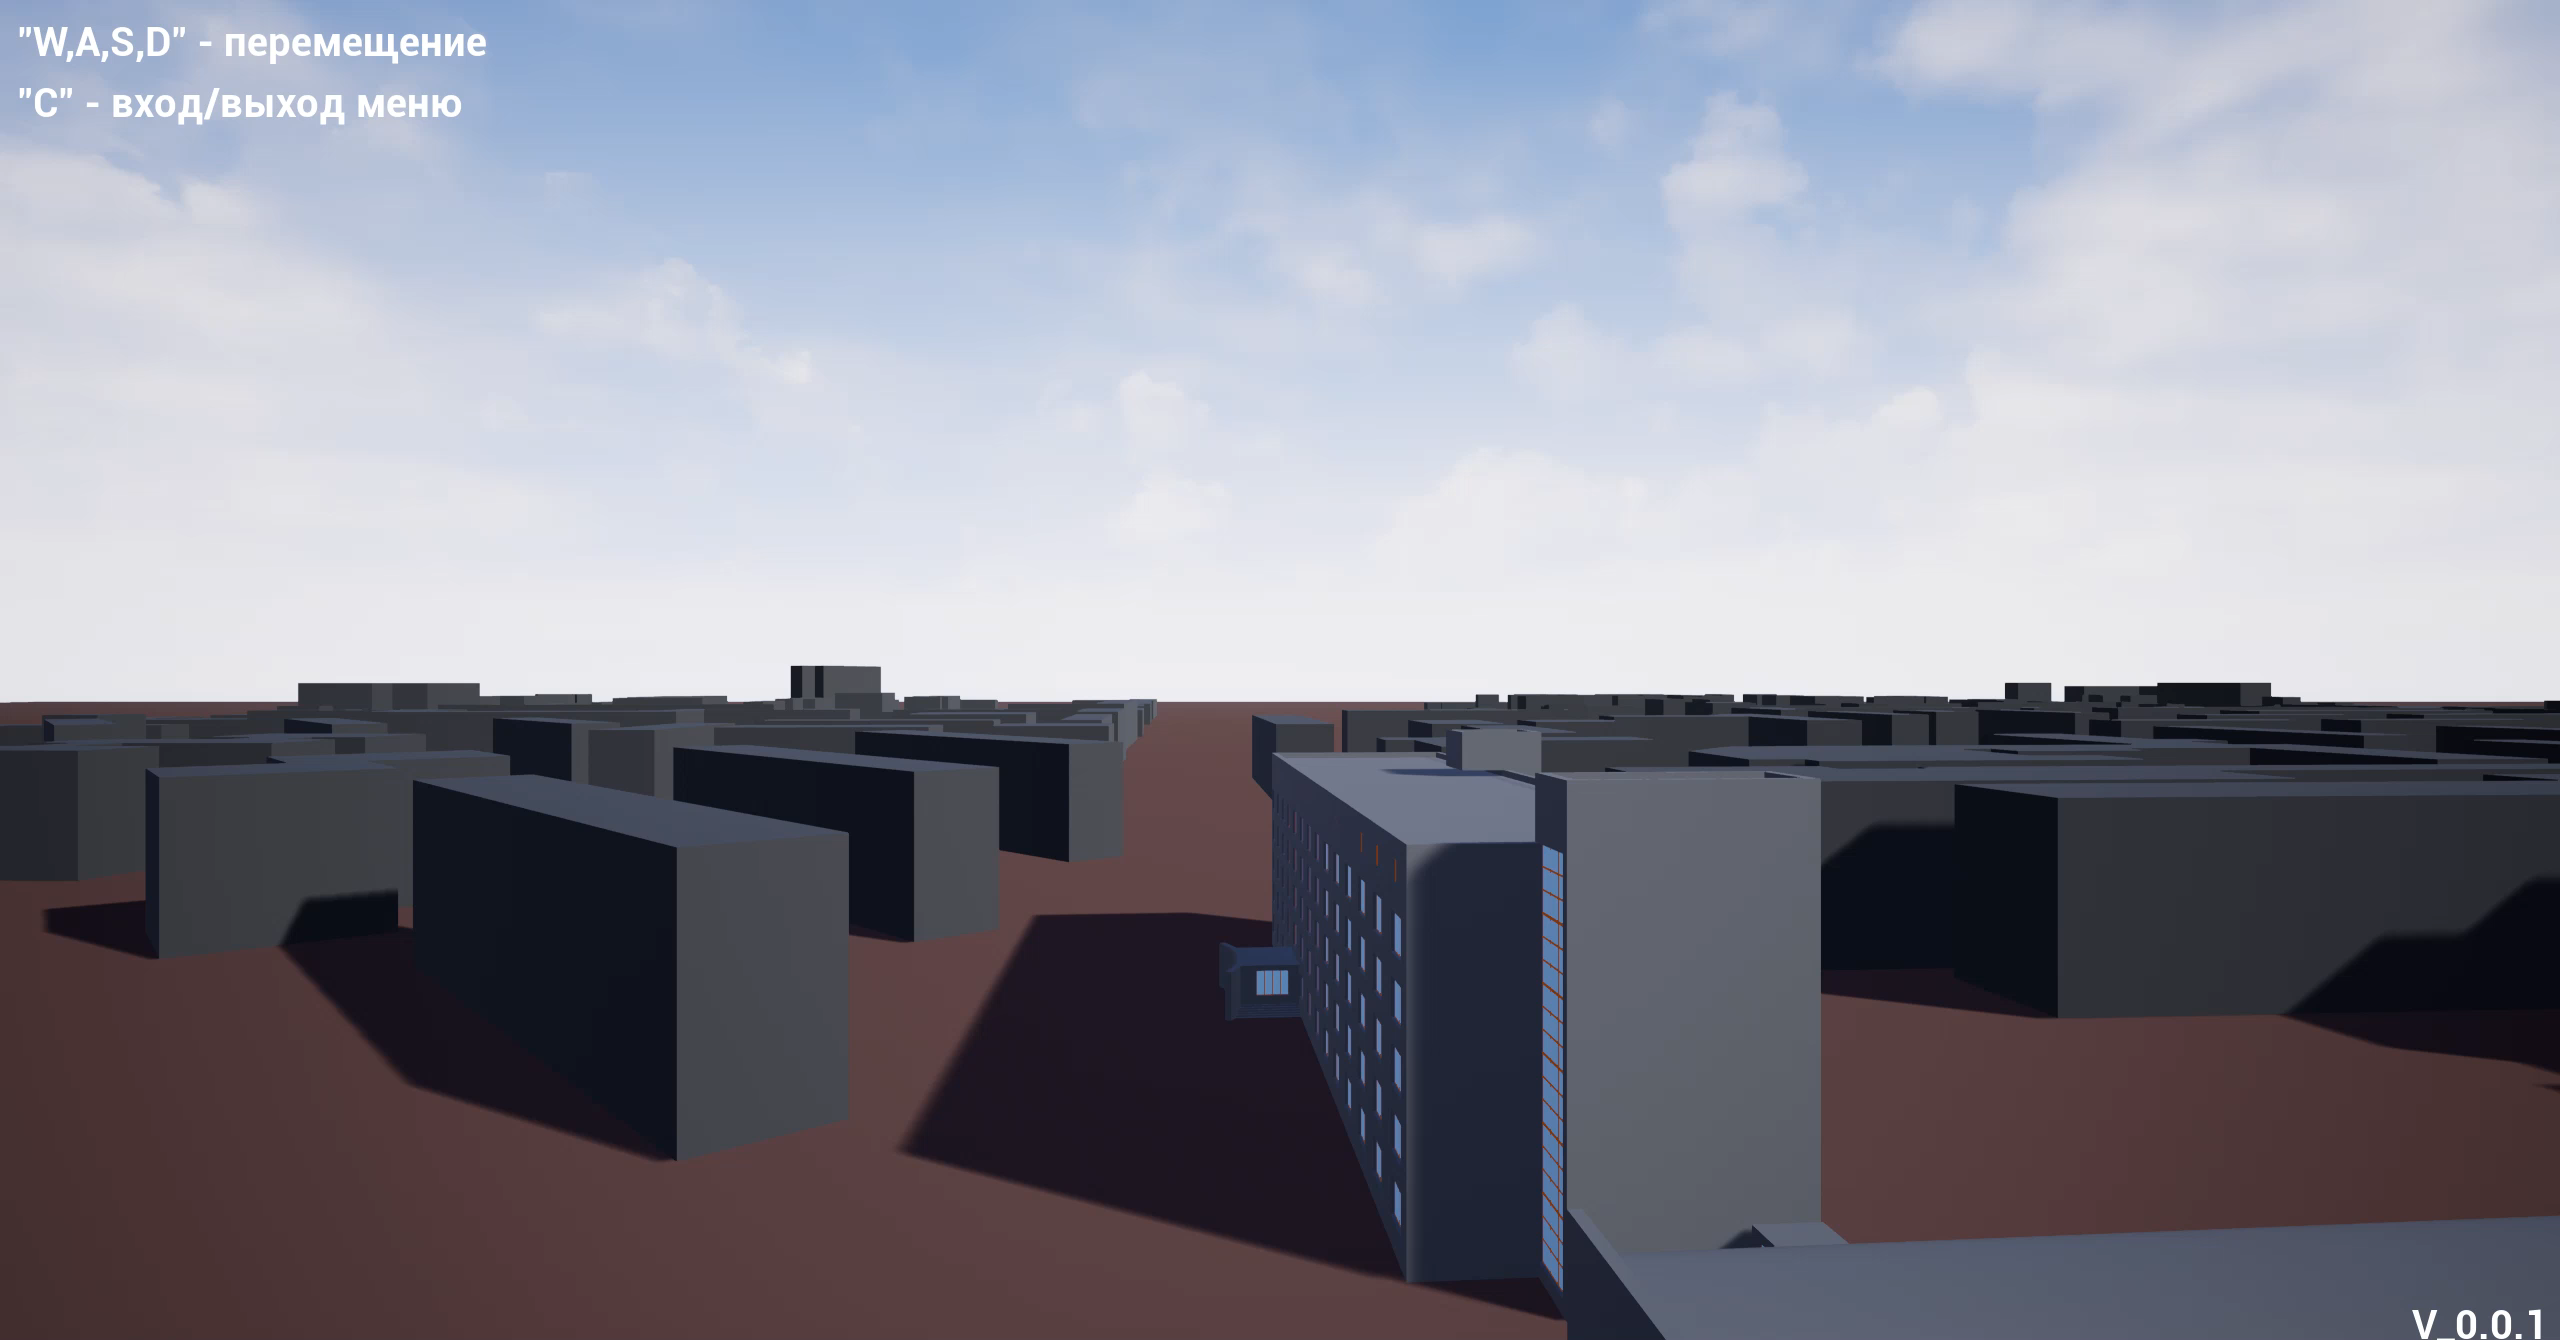 "W,A,S,D" - перемещение
"C" - вход/выход меню
V_0.0.1